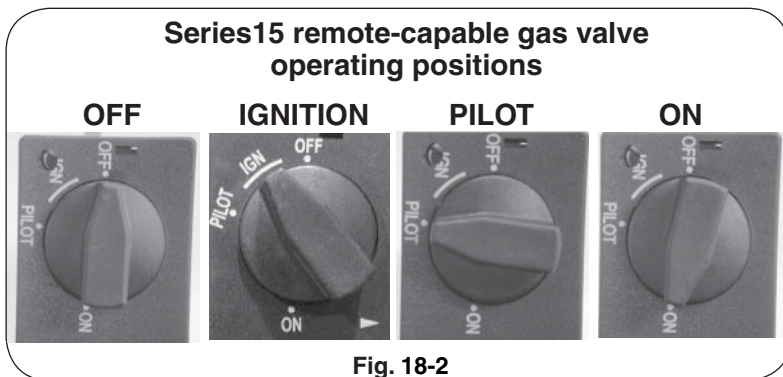 Series15 remote-capable gas valve
operating positions
OFF
IGNITION
PILOT
ON
OFF
PILOT
ON
OFF
IGN
PILOT
ON
OFF
PILOT
ON
OFF
PILOT
ON
Fig. 18-2